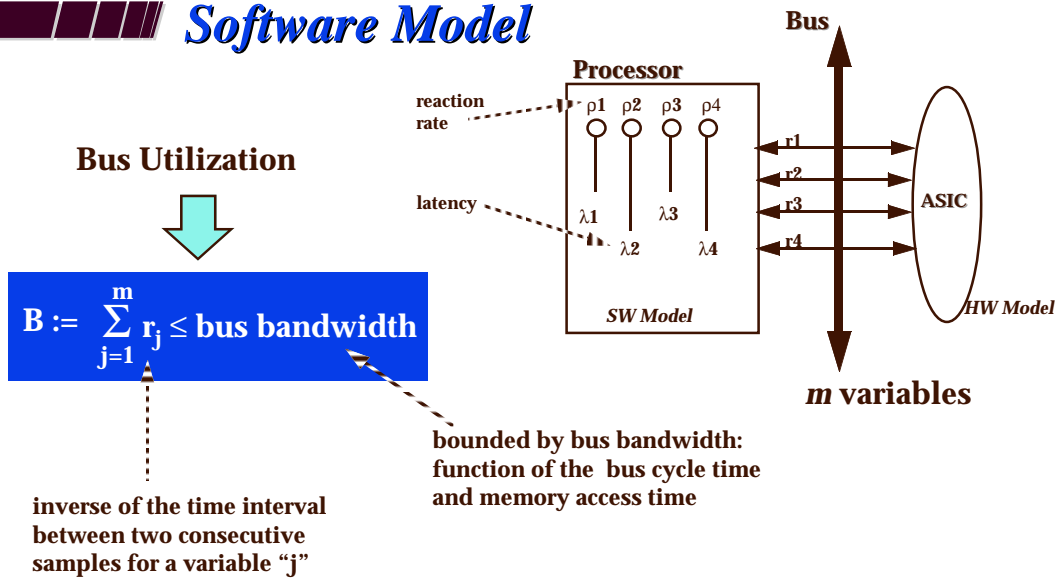 Software Model
Bus Utilization
m
B := ∑ rj ≤ bus bandwidth
j=1
inverse of the time interval
between two consecutive
samples for a variable “j”
bounded by bus bandwidth:
function of the bus cycle time
and memory access time
reaction
rate
latency
Processor
ρ1 ρ2 ρ3 ρ4
λ1
λ2
λ3
λ4
SW Model
Bus
r1
r2
r3
r4
ASIC
HW Model
m variables